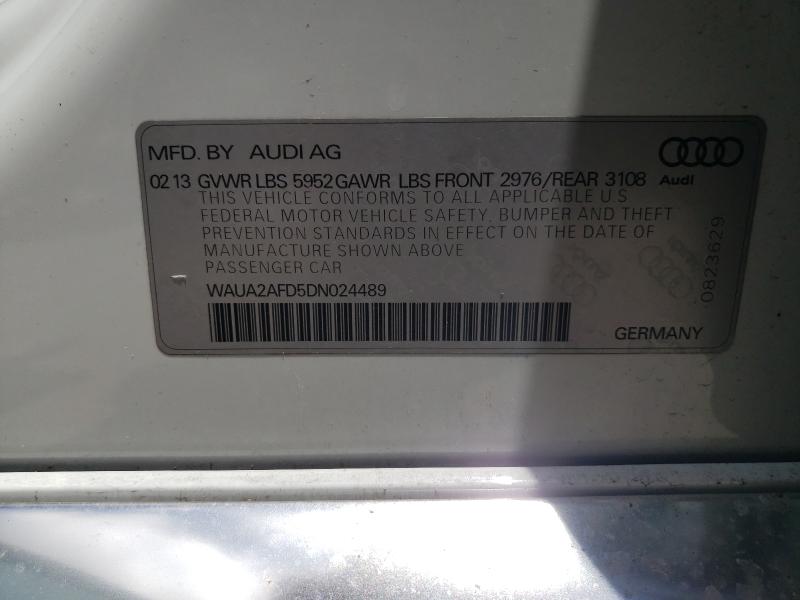 MFD. BY AUDI AG
02 13 GVWR LBS 5952 GAWR LBS FRONT 2976/REAR 3108
Audi
THIS VEHICLE CONFORMS TO ALL APPLICABLE U.S
FEDERAL MOTOR VEHICLE SAFETY, BUMPER AND THEFT
PREVENTION STANDARDS IN EFFECT ON THE DATE OF
MANUFACTURE SHOWN ABOVE
PASSENGER CAR
0823629
WAUA2AFD5DN024489
GERMANY